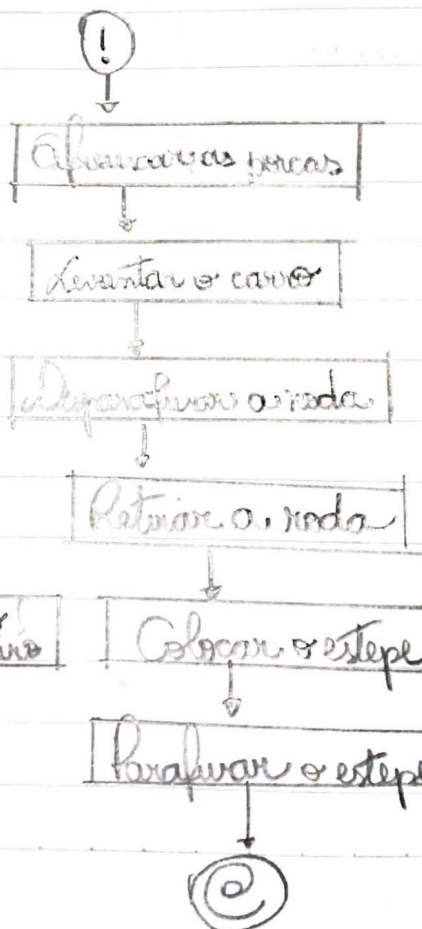 !
Afrouxar as porcas
Levantar o carro
Desparafusar a roda
Retirar a roda
Colocar o estepe
Parafusar o estepe